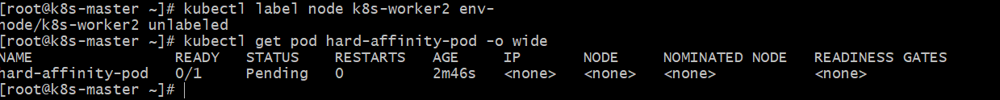 [root@k8s-master ~]# kubectl label node k8s-worker2 env-
node/k8s-worker2 unlabeled
[root@k8s-master ~]# kubectl get pod hard-affinity-pod -o wide
NAME                READY   STATUS    RESTARTS   AGE     IP       NODE     NOMINATED NODE   READINESS GATES
hard-affinity-pod   0/1     Pending   0          2m46s   <none>   <none>   <none>           <none>
[root@k8s-master ~]#